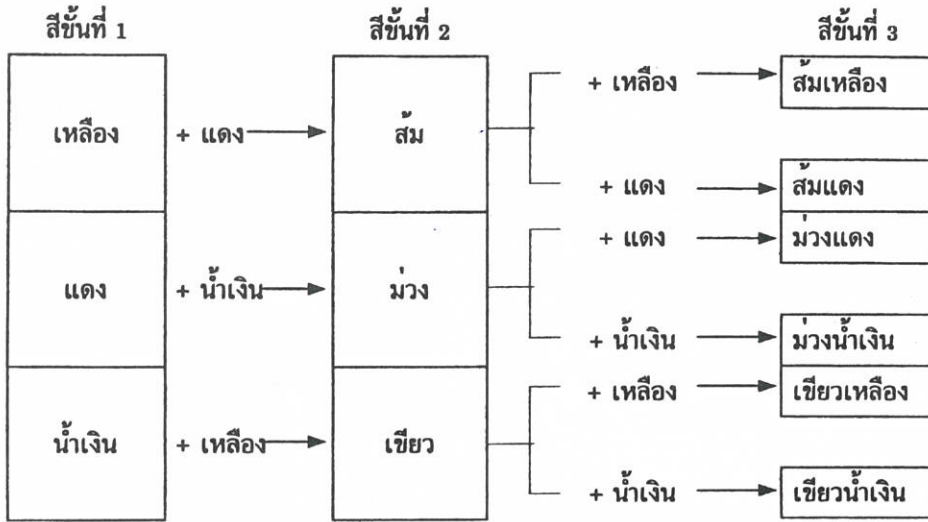 สีขั้นที่ 1 สีขั้นที่ 2 สีขั้นที่ 3
+ เหลือง ส้มเหลือง
เหลือง + แดง ส้ม
+ แดง ส้มแดง
+ แดง ม่วงแดง
แดง + น้ำเงิน ม่วง
+ น้ำเงิน ม่วงน้ำเงิน
+ เหลือง เขียวเหลือง
น้ำเงิน + เหลือง เขียว
+ น้ำเงิน เขียวน้ำเงิน